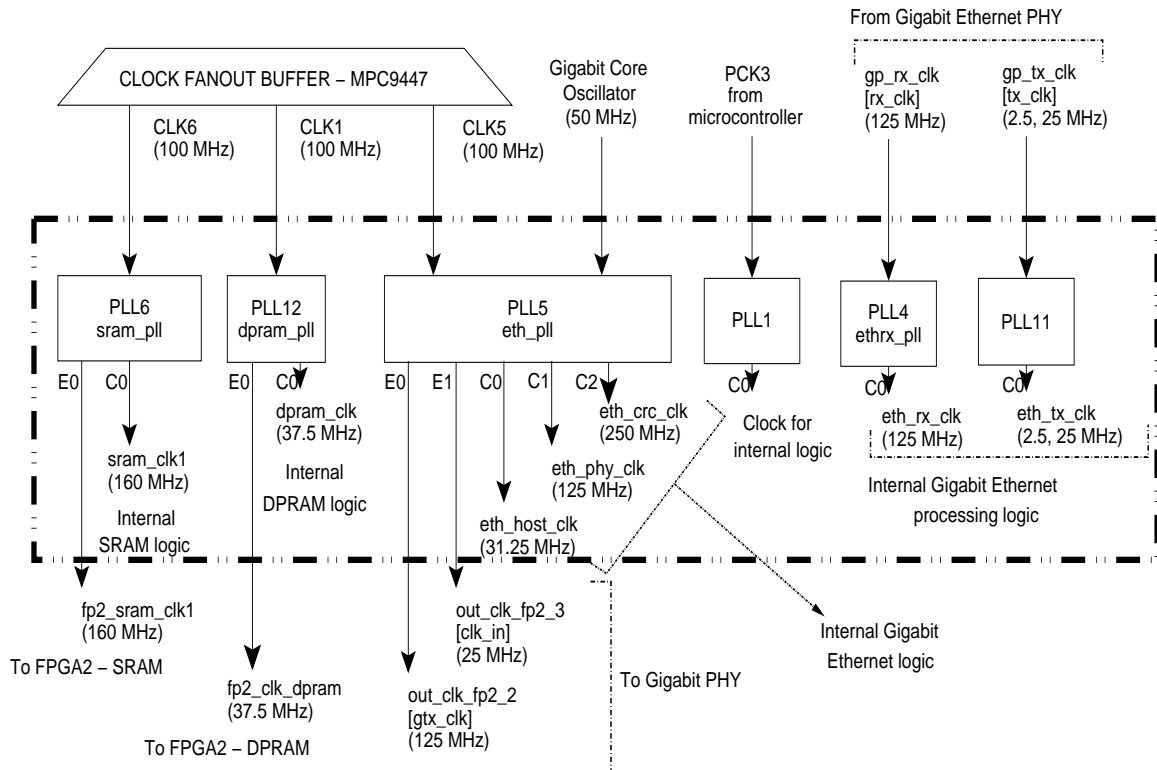 From Gigabit Ethernet PHY
CLOCK FANOUT BUFFER – MPC9447
Gigabit Core
Oscillator
(50 MHz)
PCK3
from
microcontroller
gp_rx_clk
[rx_clk]
(125 MHz)
gp_tx_clk
[tx_clk]
(2.5, 25 MHz)
CLK6
(100 MHz)
CLK1
(100 MHz)
CLK5
(100 MHz)
PLL6
sram_pll
PLL12
dpram_pll
PLL5
eth_pll
PLL1
PLL4
ethrx_pll
PLL11
E0
C0
E0
C0
E0
E1
C0
C1
C2
C0
C0
C0
sram_clk1
(160 MHz)
Internal
SRAM logic
dpram_clk
(37.5 MHz)
Internal
DPRAM logic
eth_crc_clk
(250 MHz)
eth_phy_clk
(125 MHz)
eth_host_clk
(31.25 MHz)
Clock for
internal logic
eth_rx_clk
(125 MHz)
eth_tx_clk
(2.5, 25 MHz)
Internal Gigabit Ethernet
processing logic
fp2_sram_clk1
(160 MHz)
To FPGA2 – SRAM
fp2_clk_dpram
(37.5 MHz)
To FPGA2 – DPRAM
out_clk_fp2_3
[clk_in]
(25 MHz)
out_clk_fp2_2
[gtx_clk]
(125 MHz)
To Gigabit PHY
Internal Gigabit
Ethernet logic